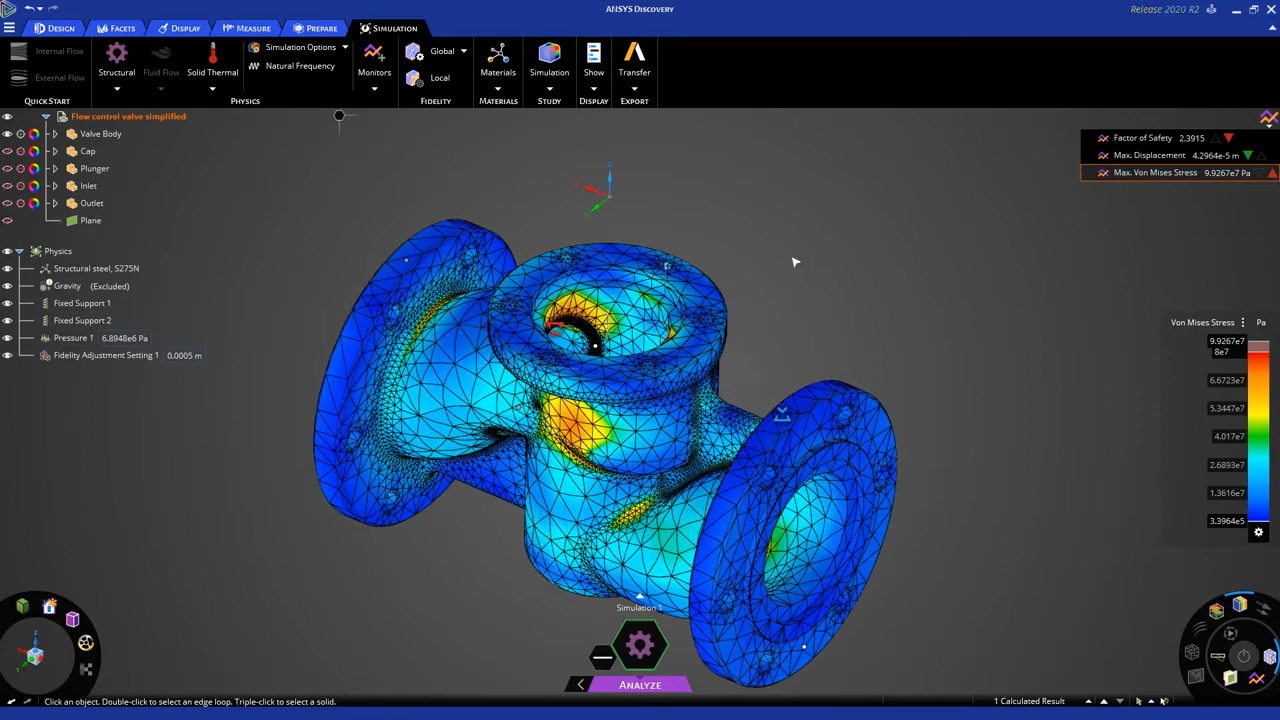 ANSYS Discovery
Release 2020 R2
DESIGN
FACETS
DISPLAY
MEASURE
PREPARE
SIMULATION
Internal Flow
External Flow
QUICK START
Structural
Fluid Flow
Solid Thermal
Simulation Options
Natural Frequency
PHYSICS
Monitors
Global
Local
FIDELITY
Materials
MATERIALS
Simulation
STUDY
Show
DISPLAY
Transfer
EXPORT
Flow control valve simplified
Valve Body
Cap
Plunger
Inlet
Outlet
Plane
Physics
Structural steel, S275N
Gravity (Excluded)
Fixed Support 1
Fixed Support 2
Pressure 1 6.8948e6 Pa
Fidelity Adjustment Setting 1 0.0005 m
Factor of Safety 2.3915
Max. Displacement 4.2964e-5 m
Max. Von Mises Stress 9.9267e7 Pa
X
Y
Z
Von Mises Stress Pa
9.9267e7
8e7
6.6723e7
5.3447e7
4.017e7
2.6893e7
1.3616e7
3.3964e5
Simulation 1
ANALYZE
Z
X
Y
Click an object. Double-click to select an edge loop. Triple-click to select a solid.
1 Calculated Result